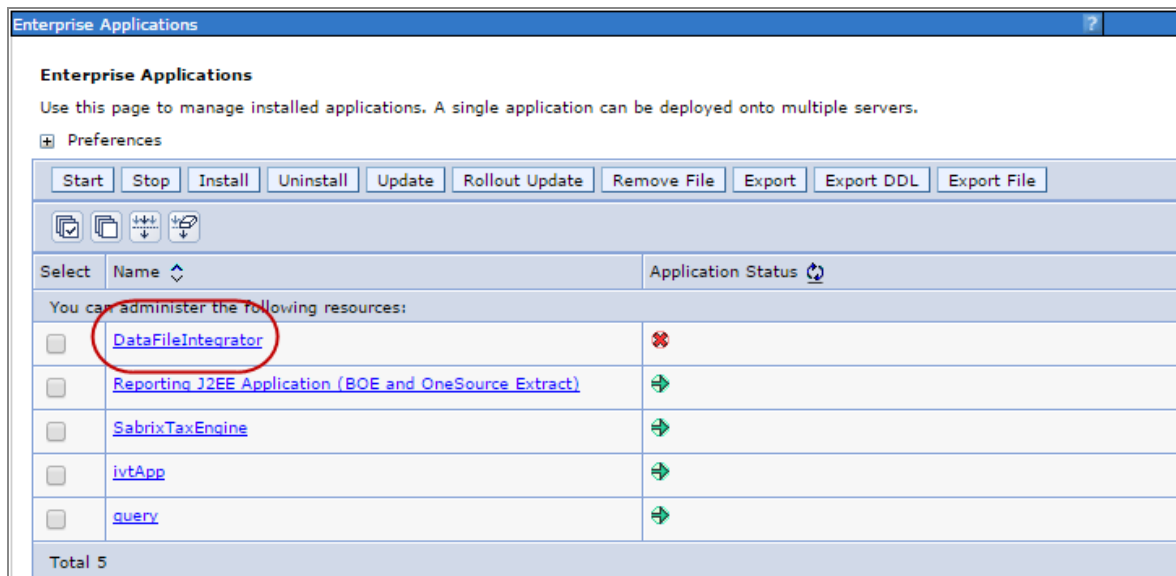 Enterprise Applications ?
Enterprise Applications
Use this page to manage installed applications. A single application can be deployed onto multiple servers.
Preferences
Start Stop Install Uninstall Update Rollout Update Remove File Export Export DDL Export File
Select Name Application Status
You can administer the following resources:
DataFileIntegrator
Reporting J2EE Application (BOE and OneSource Extract)
SabrixTaxEngine
ivtApp
query
Total 5